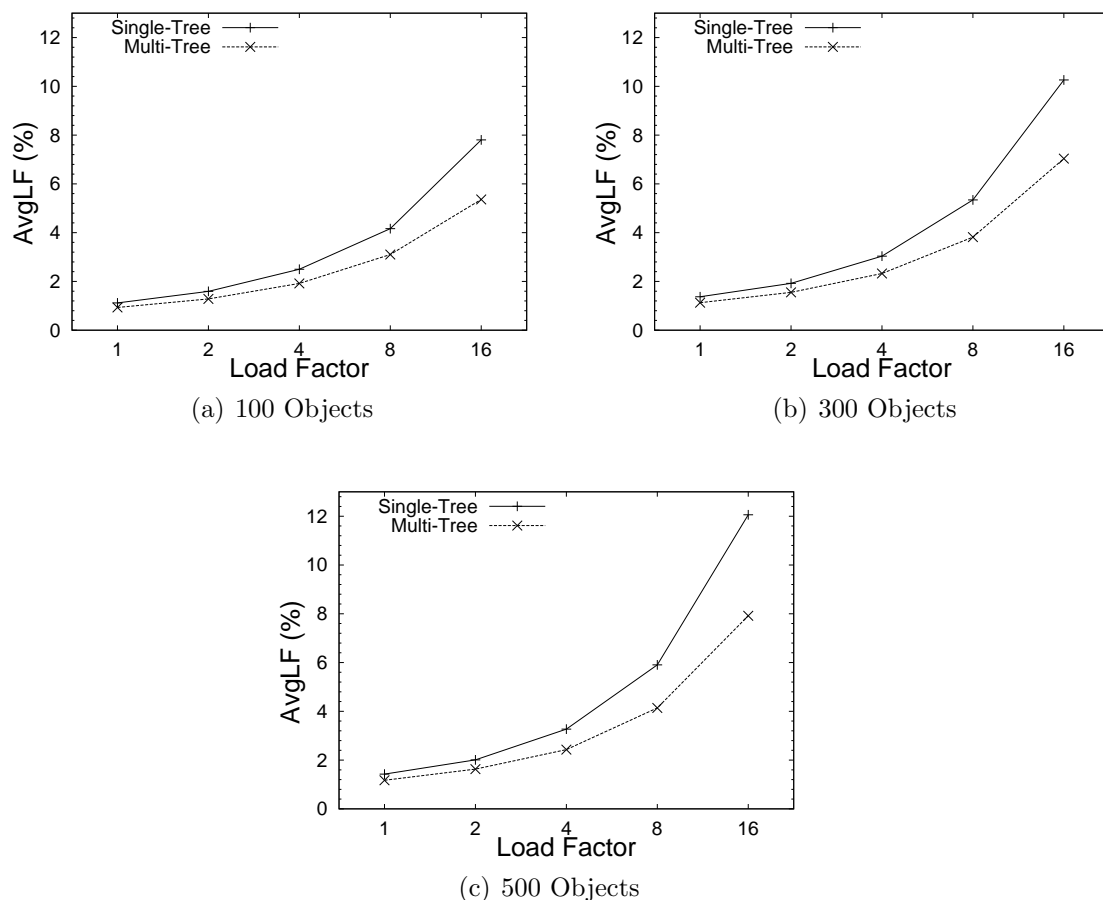 Single-Tree
Multi-Tree
12
10
8
6
4
2
0
AvgLF (%)
1 2 4 8 16
Load Factor
(a) 100 Objects
Single-Tree
Multi-Tree
12
10
8
6
4
2
0
AvgLF (%)
1 2 4 8 16
Load Factor
(b) 300 Objects
Single-Tree
Multi-Tree
12
10
8
6
4
2
0
AvgLF (%)
1 2 4 8 16
Load Factor
(c) 500 Objects